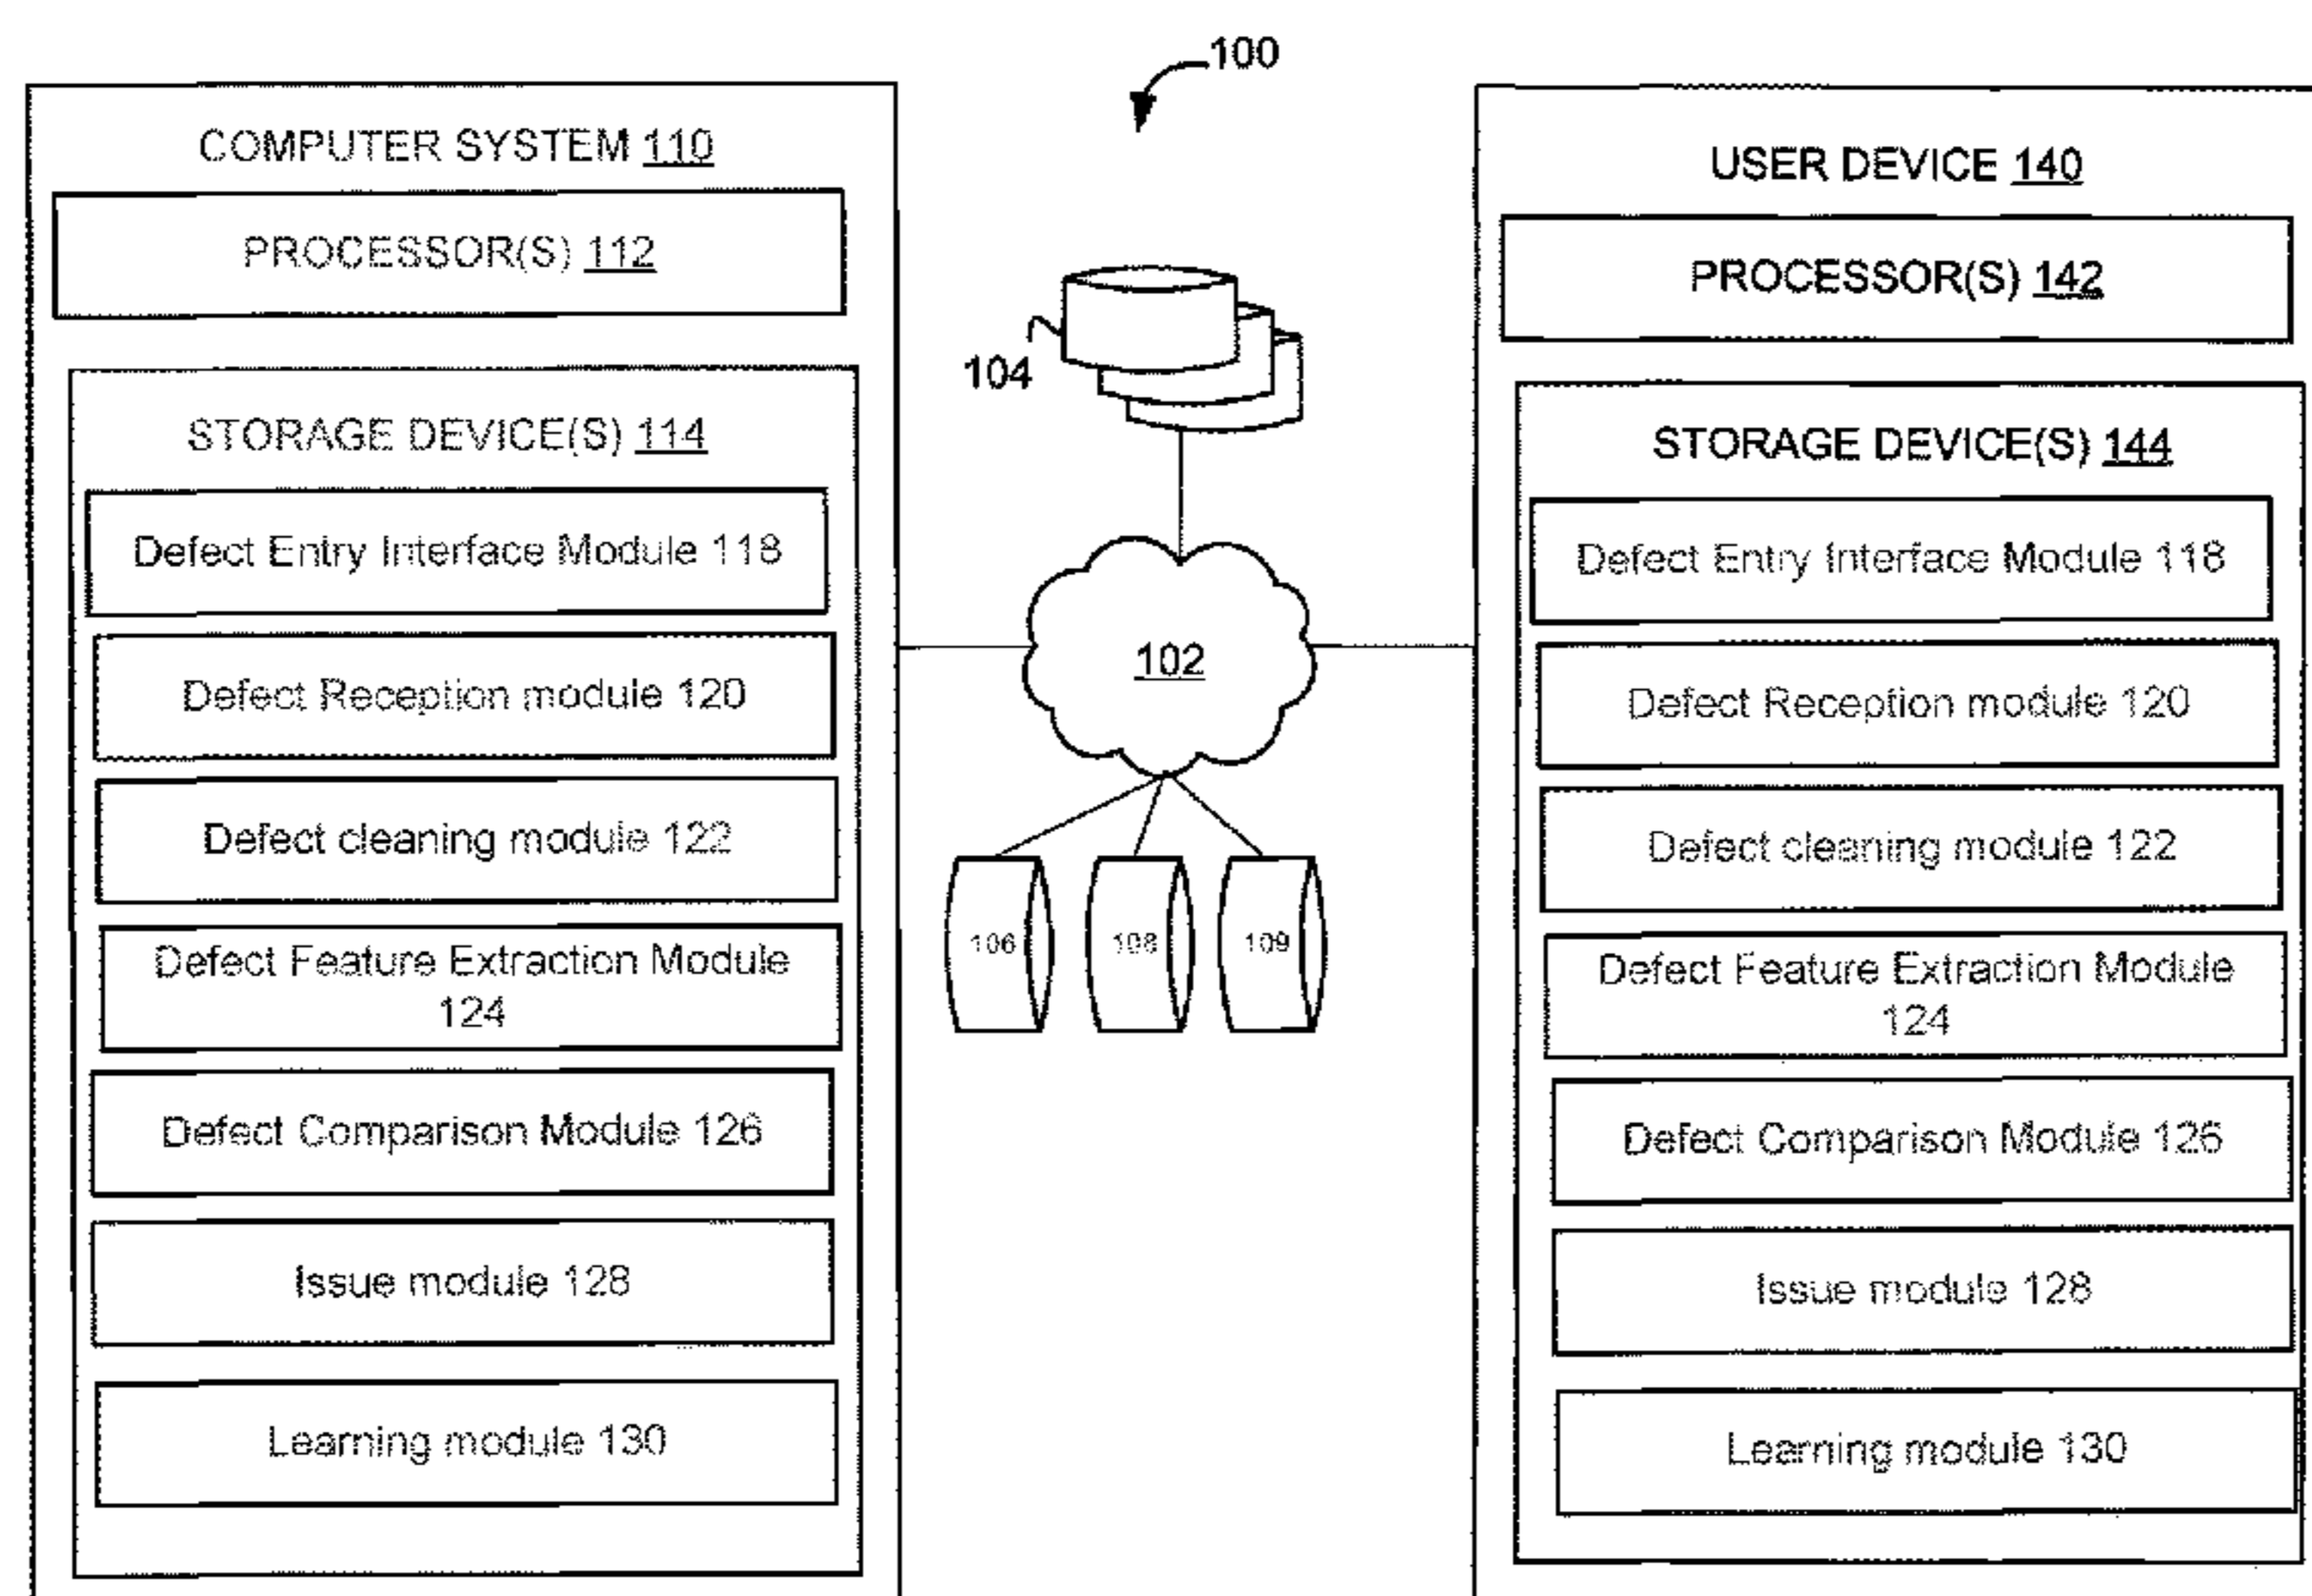 100
COMPUTER SYSTEM 110
PROCESSOR(S) 112
STORAGE DEVICE(S) 114
Defect Entry Interface Module 118
Defect Reception module 120
Defect cleaning module 122
Defect Feature Extraction Module
124
Defect Comparison Module 126
Issue module 128
Learning module 130
104
102
106
108
109
USER DEVICE 140
PROCESSOR(S) 142
STORAGE DEVICE(S) 144
Defect Entry Interface Module 118
Defect Reception module 120
Defect cleaning module 122
Defect Feature Extraction Module
124
Defect Comparison Module 126
Issue module 128
Learning module 130